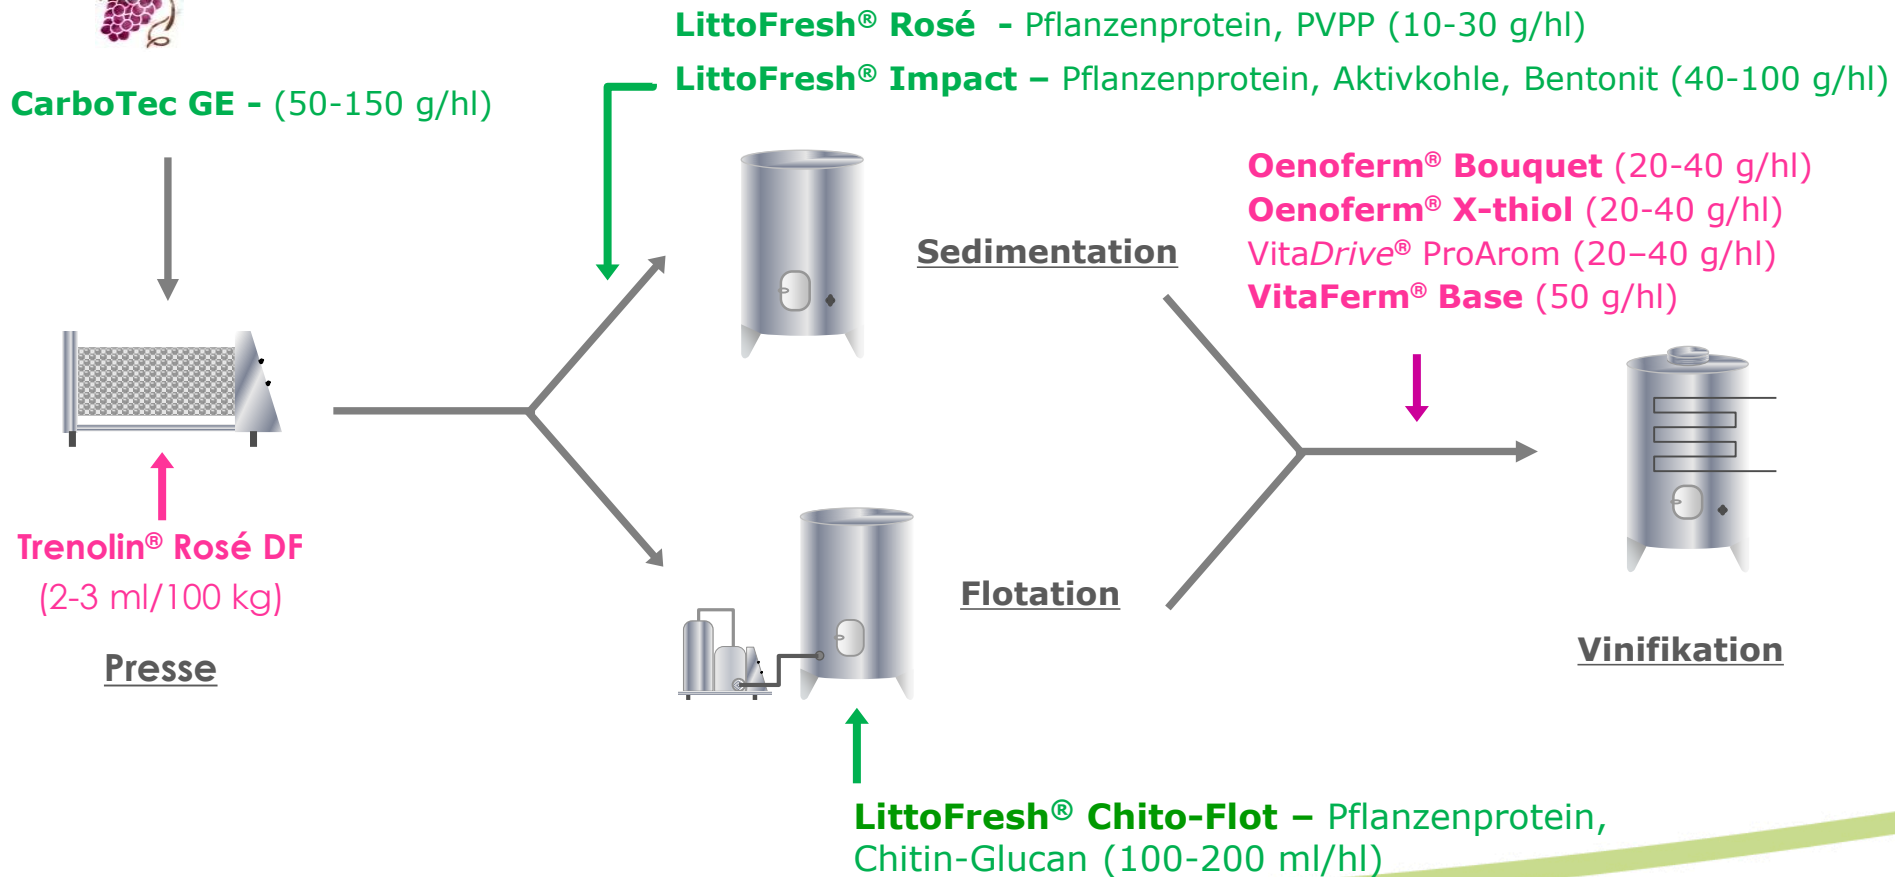 LittoFresh® Rosé - Pflanzenprotein, PVPP (10-30 g/hl)
LittoFresh® Impact – Pflanzenprotein, Aktivkohle, Bentonit (40-100 g/hl)
CarboTec GE - (50-150 g/hl)
Oenoferm® Bouquet (20-40 g/hl)
Oenoferm® X-thiol (20-40 g/hl)
VitaDrive® ProArom (20–40 g/hl)
VitaFerm® Base (50 g/hl)
Sedimentation
Trenolin® Rosé DF
(2-3 ml/100 kg)
Presse
Flotation
Vinifikation
LittoFresh® Chito-Flot – Pflanzenprotein,
Chitin-Glucan (100-200 ml/hl)